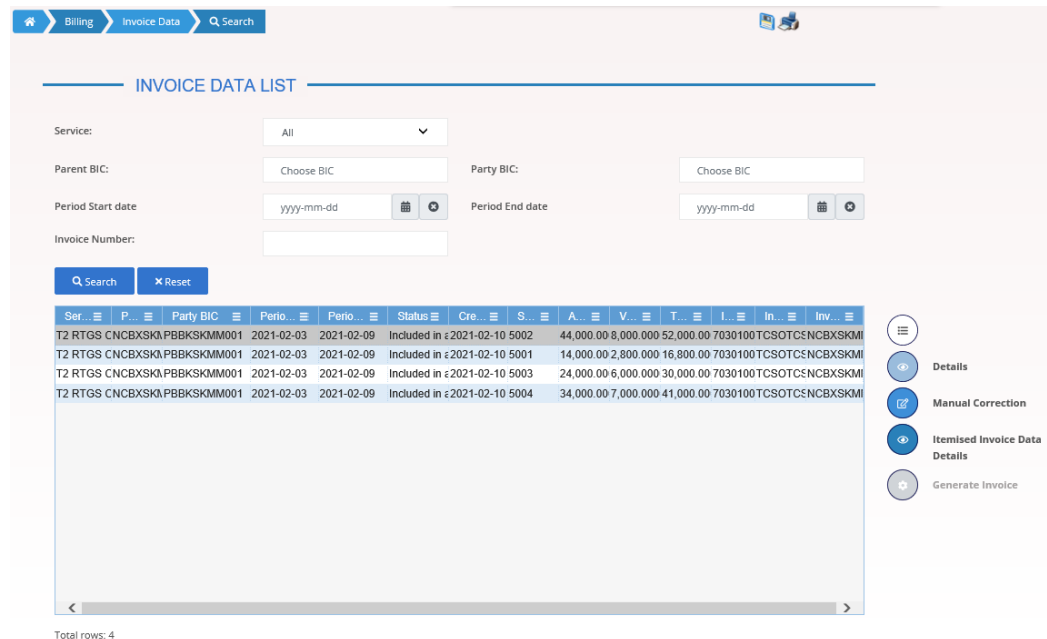 Billing Invoice Data Search
INVOICE DATA LIST
Service: All
Parent BIC: Choose BIC Party BIC: Choose BIC
Period Start date yyyy-mm-dd Period End date yyyy-mm-dd
Invoice Number:
Search Reset
Ser... P... Party BIC Perio... Perio... Status Cre... S... A... V... T... I... In... Inv...
T2 RTGS C NCBXSKM PBBKSKMM001 2021-02-03 2021-02-09 Included in a 2021-02-10 5002 44,000.00 8,000.000 52,000.00 7030100 TCSOTCS NCBXSKMI
T2 RTGS C NCBXSKM PBBKSKMM001 2021-02-03 2021-02-09 Included in a 2021-02-10 5001 14,000.00 2,800.000 16,800.00 7030100 TCSOTCS NCBXSKMI
T2 RTGS C NCBXSKM PBBKSKMM001 2021-02-03 2021-02-09 Included in a 2021-02-10 5003 24,000.00 6,000.000 30,000.00 7030100 TCSOTCS NCBXSKMI
T2 RTGS C NCBXSKM PBBKSKMM001 2021-02-03 2021-02-09 Included in a 2021-02-10 5004 34,000.00 7,000.000 41,000.00 7030100 TCSOTCS NCBXSKMI
Details
Manual Correction
Itemised Invoice Data
Details
Generate Invoice
Total rows: 4